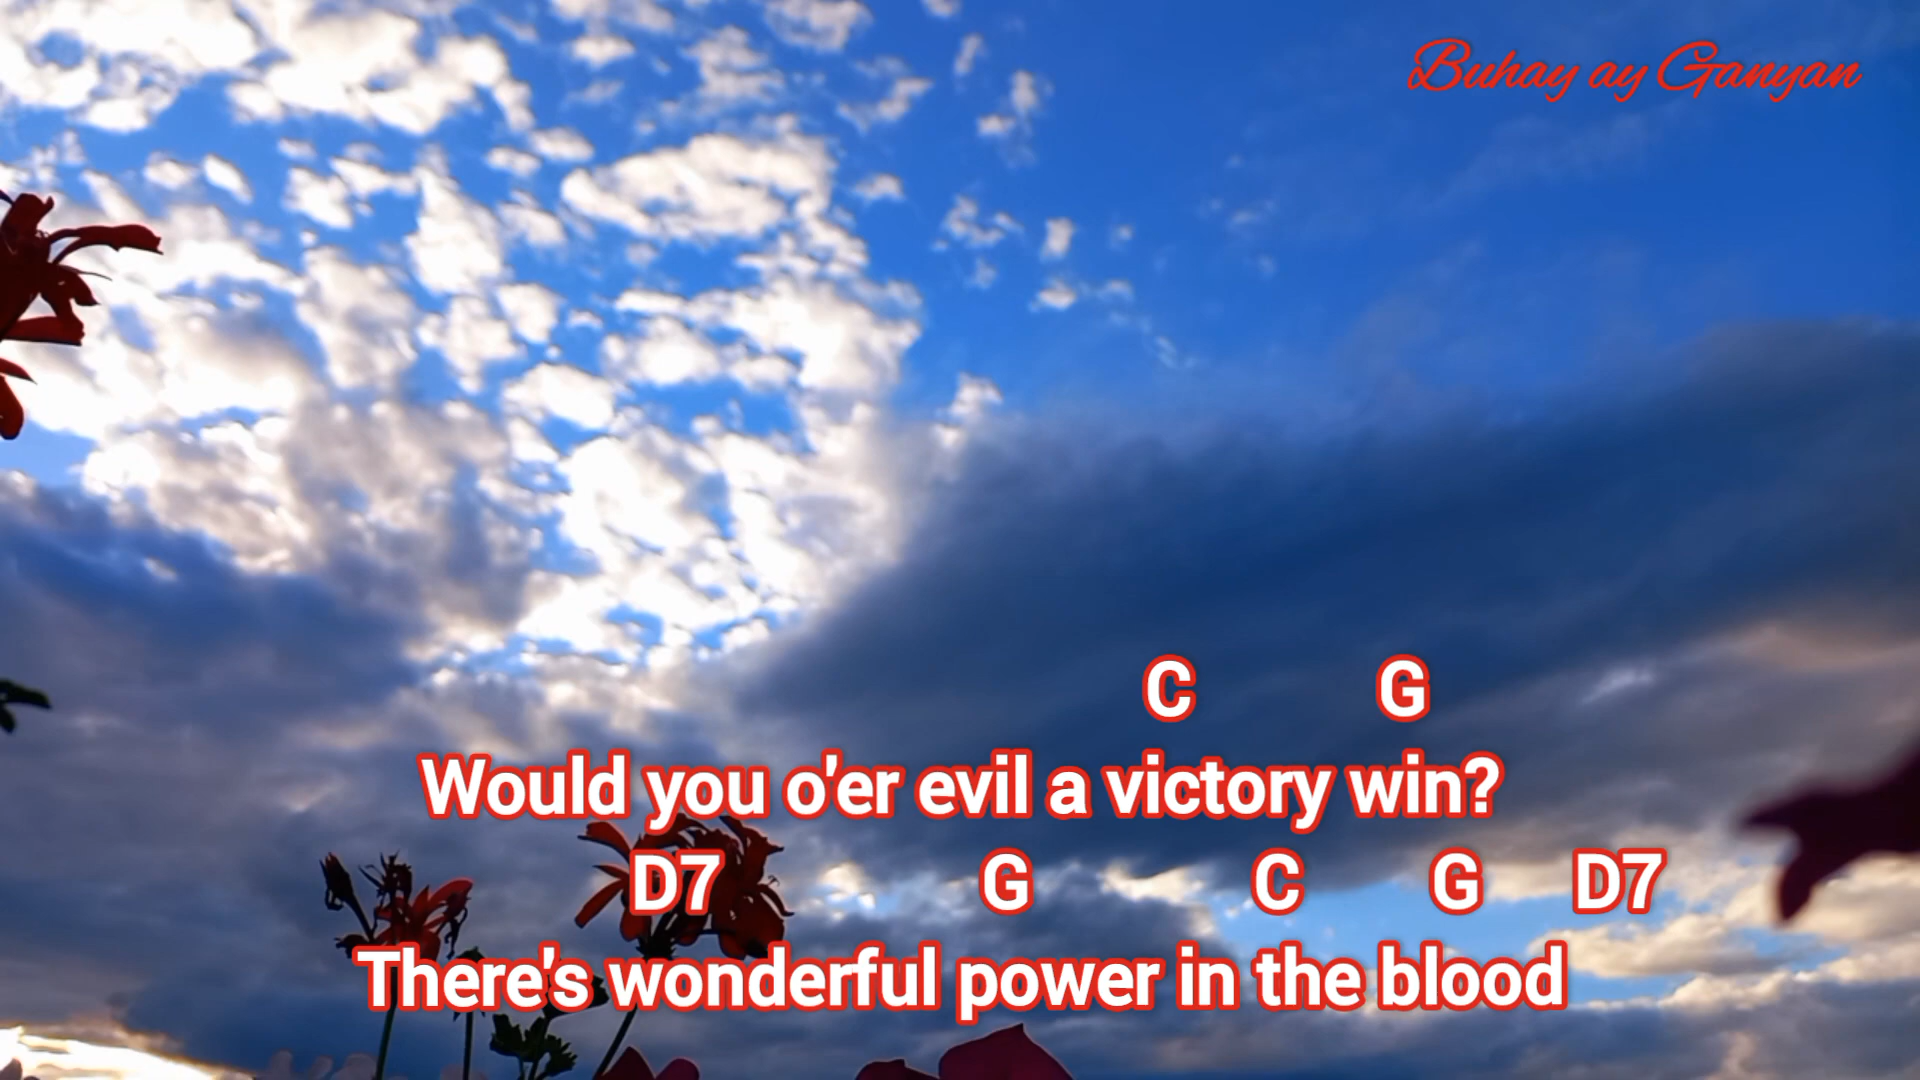 Buhay ay Ganyan
C G
Would you o'er evil a victory win?
D7 G C G D7
There's wonderful power in the blood